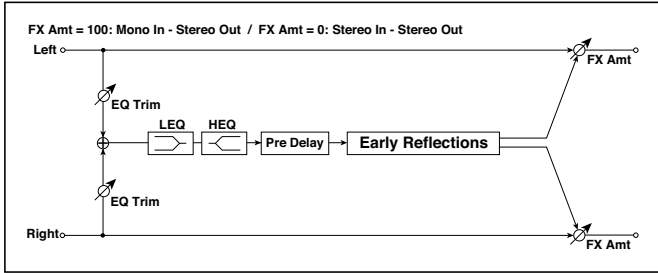 FX Amt = 100: Mono In - Stereo Out / FX Amt = 0: Stereo In - Stereo Out
Left
FX Amt
EQ Trim
LEQ
HEQ
Pre Delay
Early Reflections
EQ Trim
Right
FX Amt